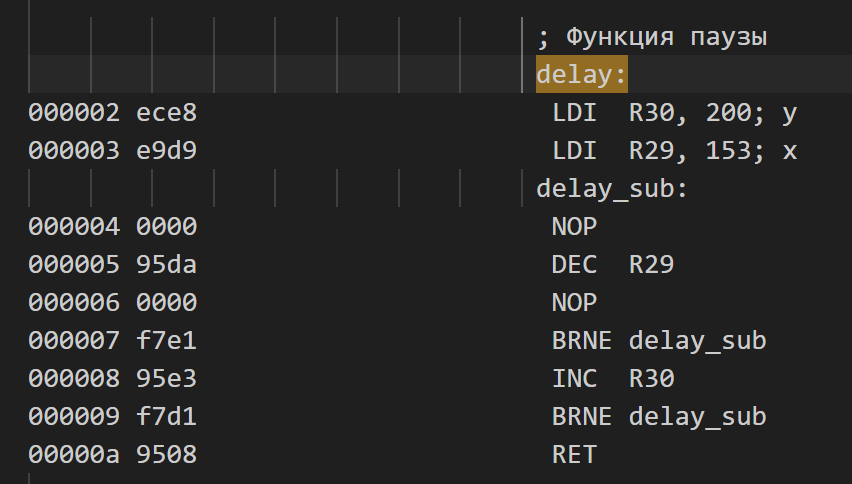 ; Функция паузы
delay:
000002 ece8 LDI R30, 200; y
000003 e9d9 LDI R29, 153; x
delay_sub:
000004 0000 NOP
000005 95da DEC R29
000006 0000 NOP
000007 f7e1 BRNE delay_sub
000008 95e3 INC R30
000009 f7d1 BRNE delay_sub
00000a 9508 RET